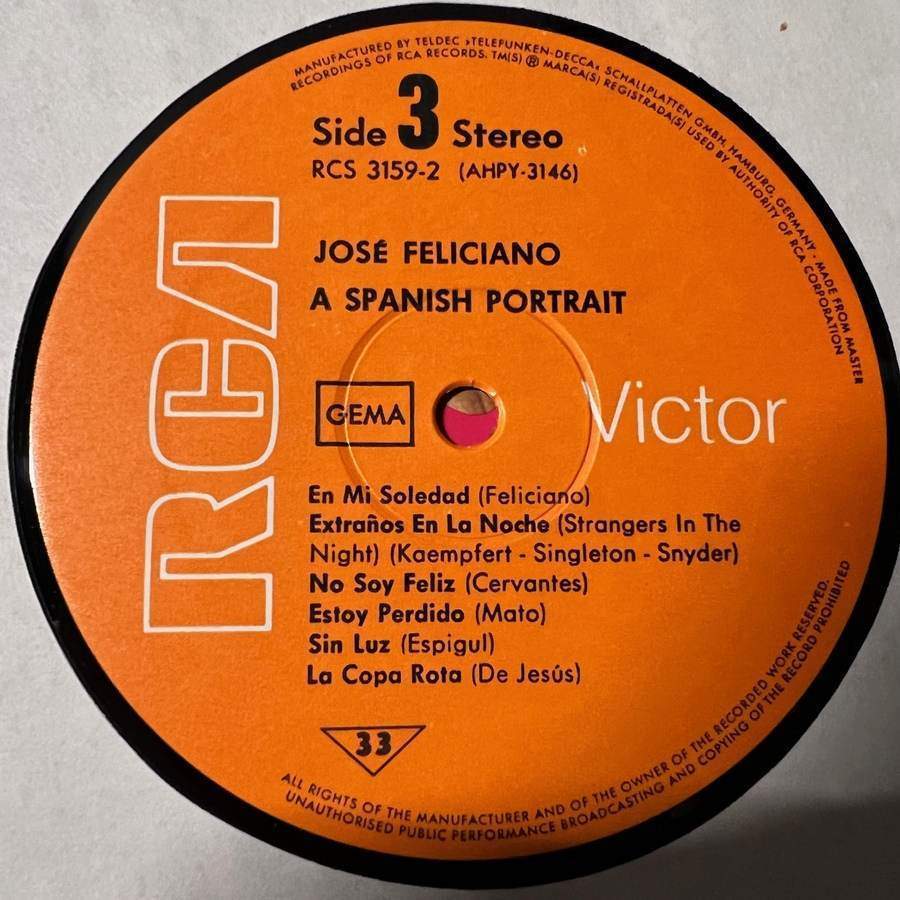 MANUFACTURED BY TELDEC »TELEFUNKEN-DECCA« SCHALLPLATTEN GMBH, HAMBURG, GERMANY · MADE FROM MASTER
RECORDINGS OF RCA RECORDS. TM(S) ® MARCA(S) REGISTRADA(S) USED BY AUTHORITY OF RCA CORPORATION
Side 3 Stereo
RCS 3159-2 (AHPY-3146)
JOSÉ FELICIANO
A SPANISH PORTRAIT
RCA
GEMA
Victor
En Mi Soledad (Feliciano)
Extraños En La Noche (Strangers In The
Night) (Kaempfert - Singleton - Snyder)
No Soy Feliz (Cervantes)
Estoy Perdido (Mato)
Sin Luz (Espigul)
La Copa Rota (De Jesús)
33
ALL RIGHTS OF THE MANUFACTURER AND OF THE OWNER OF THE RECORDED WORK RESERVED.
UNAUTHORISED PUBLIC PERFORMANCE BROADCASTING AND COPYING OF THE RECORD PROHIBITED